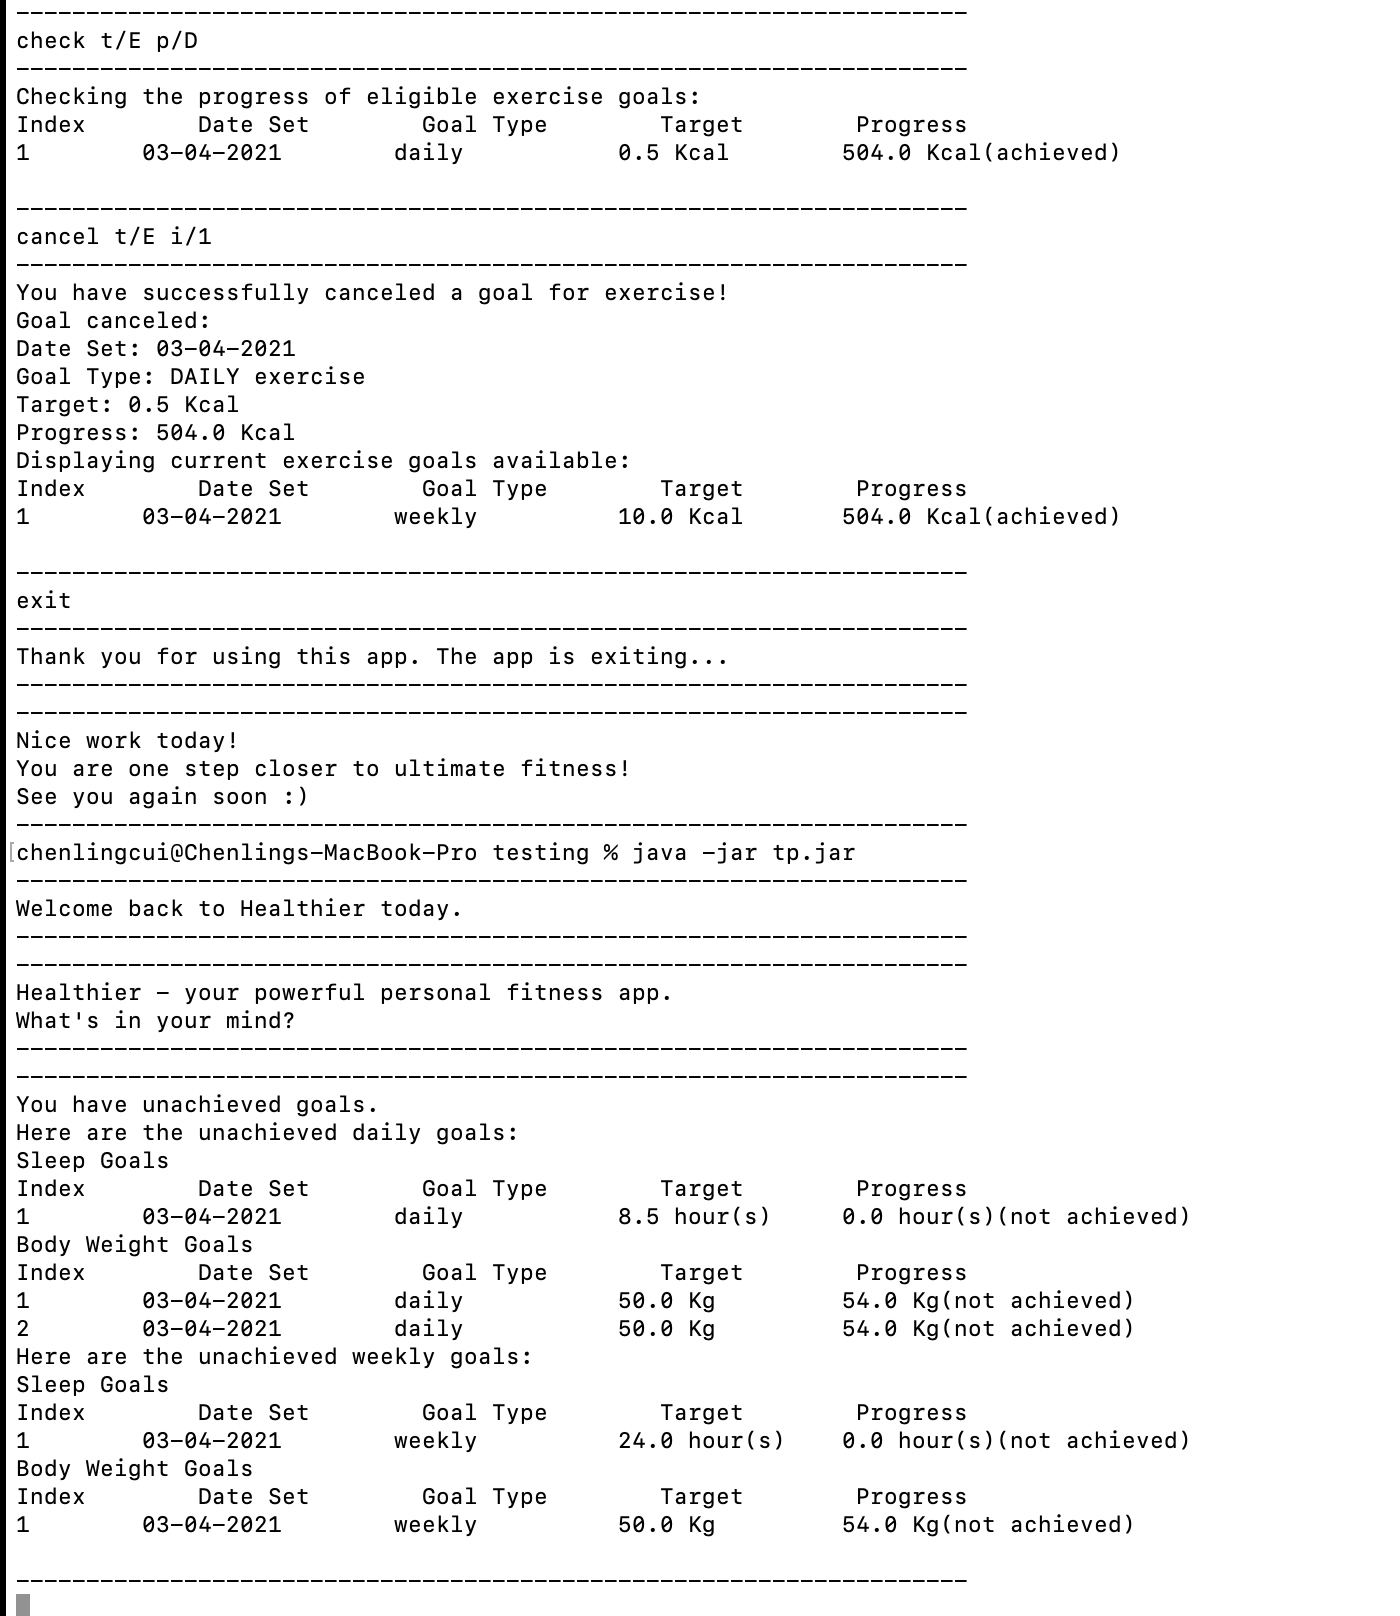 --------------------------------------------------------------------
check t/E p/D
--------------------------------------------------------------------
Checking the progress of eligible exercise goals:
Index        Date Set        Goal Type        Target        Progress
1        03-04-2021        daily           0.5 Kcal        504.0 Kcal(achieved)
--------------------------------------------------------------------
cancel t/E i/1
--------------------------------------------------------------------
You have successfully canceled a goal for exercise!
Goal canceled:
Date Set: 03-04-2021
Goal Type: DAILY exercise
Target: 0.5 Kcal
Progress: 504.0 Kcal
Displaying current exercise goals available:
Index        Date Set        Goal Type        Target        Progress
1        03-04-2021        weekly          10.0 Kcal       504.0 Kcal(achieved)
--------------------------------------------------------------------
exit
--------------------------------------------------------------------
Thank you for using this app. The app is exiting...
--------------------------------------------------------------------
--------------------------------------------------------------------
Nice work today!
You are one step closer to ultimate fitness!
See you again soon :)
--------------------------------------------------------------------
[chenlingcui@Chenlings-MacBook-Pro testing % java -jar tp.jar
--------------------------------------------------------------------
Welcome back to Healthier today.
--------------------------------------------------------------------
--------------------------------------------------------------------
Healthier - your powerful personal fitness app.
What's in your mind?
--------------------------------------------------------------------
--------------------------------------------------------------------
You have unachieved goals.
Here are the unachieved daily goals:
Sleep Goals
Index        Date Set        Goal Type        Target        Progress
1        03-04-2021        daily           8.5 hour(s)     0.0 hour(s)(not achieved)
Body Weight Goals
Index        Date Set        Goal Type        Target        Progress
1        03-04-2021        daily           50.0 Kg         54.0 Kg(not achieved)
2        03-04-2021        daily           50.0 Kg         54.0 Kg(not achieved)
Here are the unachieved weekly goals:
Sleep Goals
Index        Date Set        Goal Type        Target        Progress
1        03-04-2021        weekly          24.0 hour(s)    0.0 hour(s)(not achieved)
Body Weight Goals
Index        Date Set        Goal Type        Target        Progress
1        03-04-2021        weekly          50.0 Kg         54.0 Kg(not achieved)
--------------------------------------------------------------------